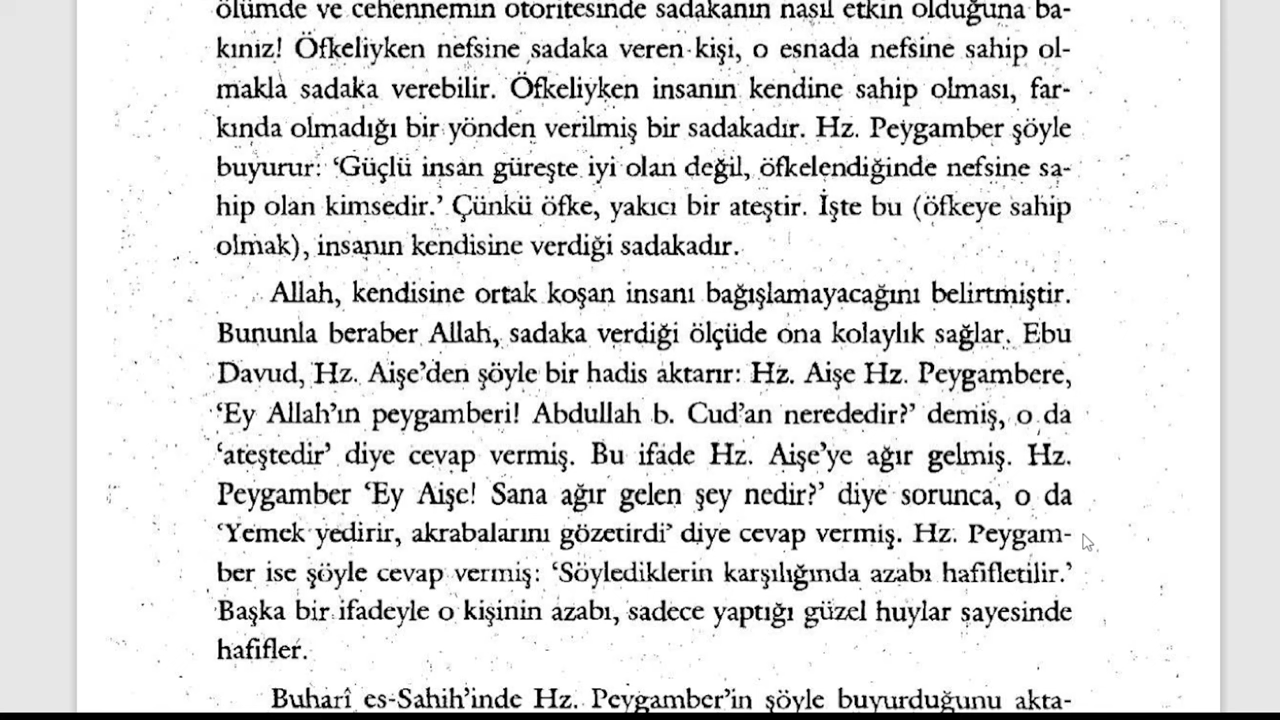 ölümde ve cehennemin otoritesinde sadakanın nasıl etkin olduğuna ba-
kınız! Öfkeliyken nefsine sadaka veren kişi, o esnada nefsine sahip ol-
makla sadaka verebilir. Öfkeliyken insanın kendine sahip olması, far-
kında olmadığı bir yönden verilmiş bir sadakadır. Hz. Peygamber şöyle
buyurur: ‘Güçlü insan güreşte iyi olan değil, öfkelendiğinde nefsine sa-
hip olan kimsedir.’ Çünkü öfke, yakıcı bir ateştir. İşte bu (öfkeye sahip
olmak), insanın kendisine verdiği sadakadır.
Allah, kendisine ortak koşan insanı bağışlamayacağını belirtmiştir.
Bununla beraber Allah, sadaka verdiği ölçüde ona kolaylık sağlar. Ebu
Davud, Hz. Aişe’den şöyle bir hadis aktarır: Hz. Aişe Hz. Peygambere,
‘Ey Allah’ın peygamberi! Abdullah b. Cud’an nerededir?’ demiş, o da
‘ateştedir’ diye cevap vermiş. Bu ifade Hz. Aişe’ye ağır gelmiş. Hz.
Peygamber ‘Ey Aişe! Sana ağır gelen şey nedir?’ diye sorunca, o da
‘Yemek yedirir, akrabalarını gözetirdi’ diye cevap vermiş. Hz. Peygam-
ber ise şöyle cevap vermiş: ‘Söylediklerin karşılığında azabı hafifletilir.’
Başka bir ifadeyle o kişinin azabı, sadece yaptığı güzel huylar sayesinde
hafifler.
Buharî es-Sahih’inde Hz. Peygamber’in şöyle buyurduğunu akta-